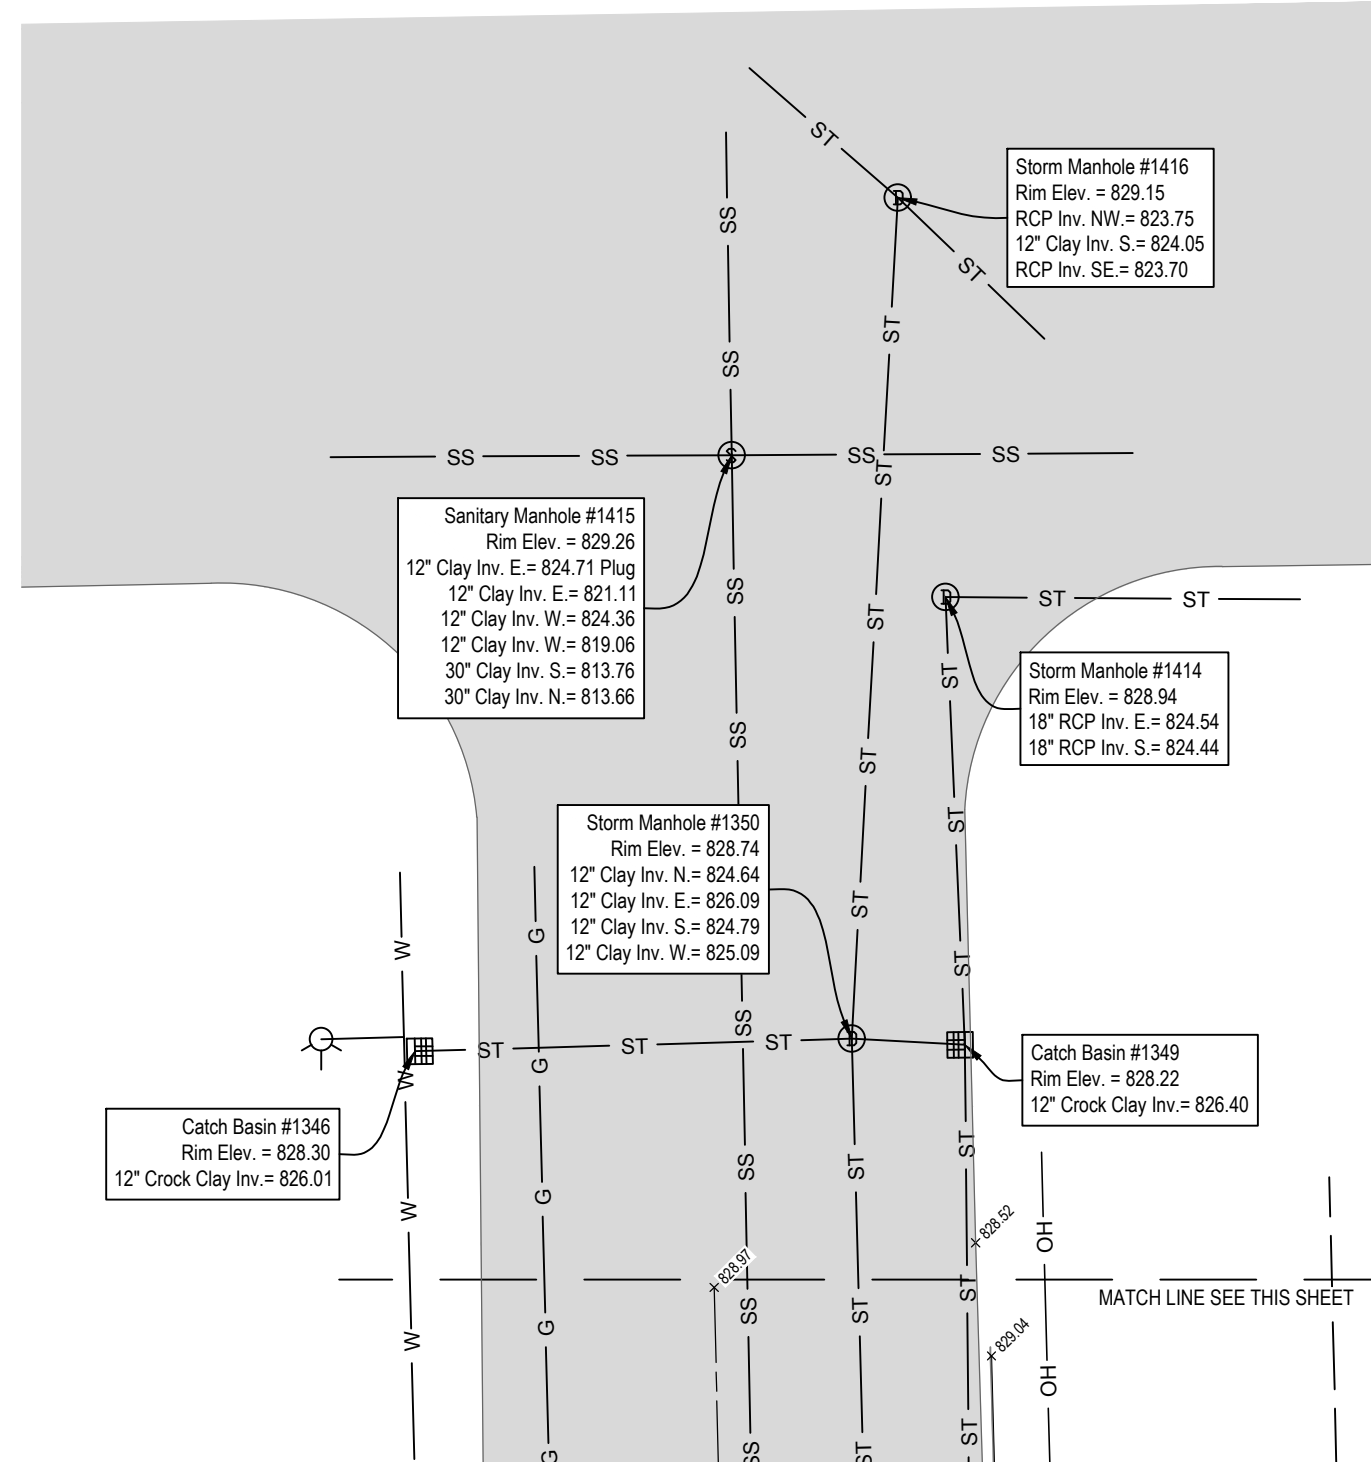 ST
SS
Storm Manhole #1416
Rim Elev. = 829.15
RCP Inv. NW.= 823.75
12" Clay Inv. S.= 824.05
RCP Inv. SE.= 823.70
D
ST
ST
SS
SS
SS
S
SS
SS
ST
Sanitary Manhole #1415
Rim Elev. = 829.26
12" Clay Inv. E.= 824.71 Plug
12" Clay Inv. E.= 821.11
12" Clay Inv. W.= 824.36
12" Clay Inv. W.= 819.06
30" Clay Inv. S.= 813.76
30" Clay Inv. N.= 813.66
SS
ST
D
ST
ST
ST
Storm Manhole #1414
Rim Elev. = 828.94
18" RCP Inv. E.= 824.54
18" RCP Inv. S.= 824.44
SS
ST
ST
Storm Manhole #1350
Rim Elev. = 828.74
12" Clay Inv. N.= 824.64
12" Clay Inv. E.= 826.09
12" Clay Inv. S.= 824.79
12" Clay Inv. W.= 825.09
ST
W
G
ST
SS
ST
ST
ST
D
G
W
Catch Basin #1349
Rim Elev. = 828.22
12" Crock Clay Inv.= 826.40
Catch Basin #1346
Rim Elev. = 828.30
12" Crock Clay Inv.= 826.01
ST
SS
ST
G
W
828.52
OH
828.97
ST
MATCH LINE SEE THIS SHEET
SS
ST
G
W
829.04
OH
ST
SS
ST
G